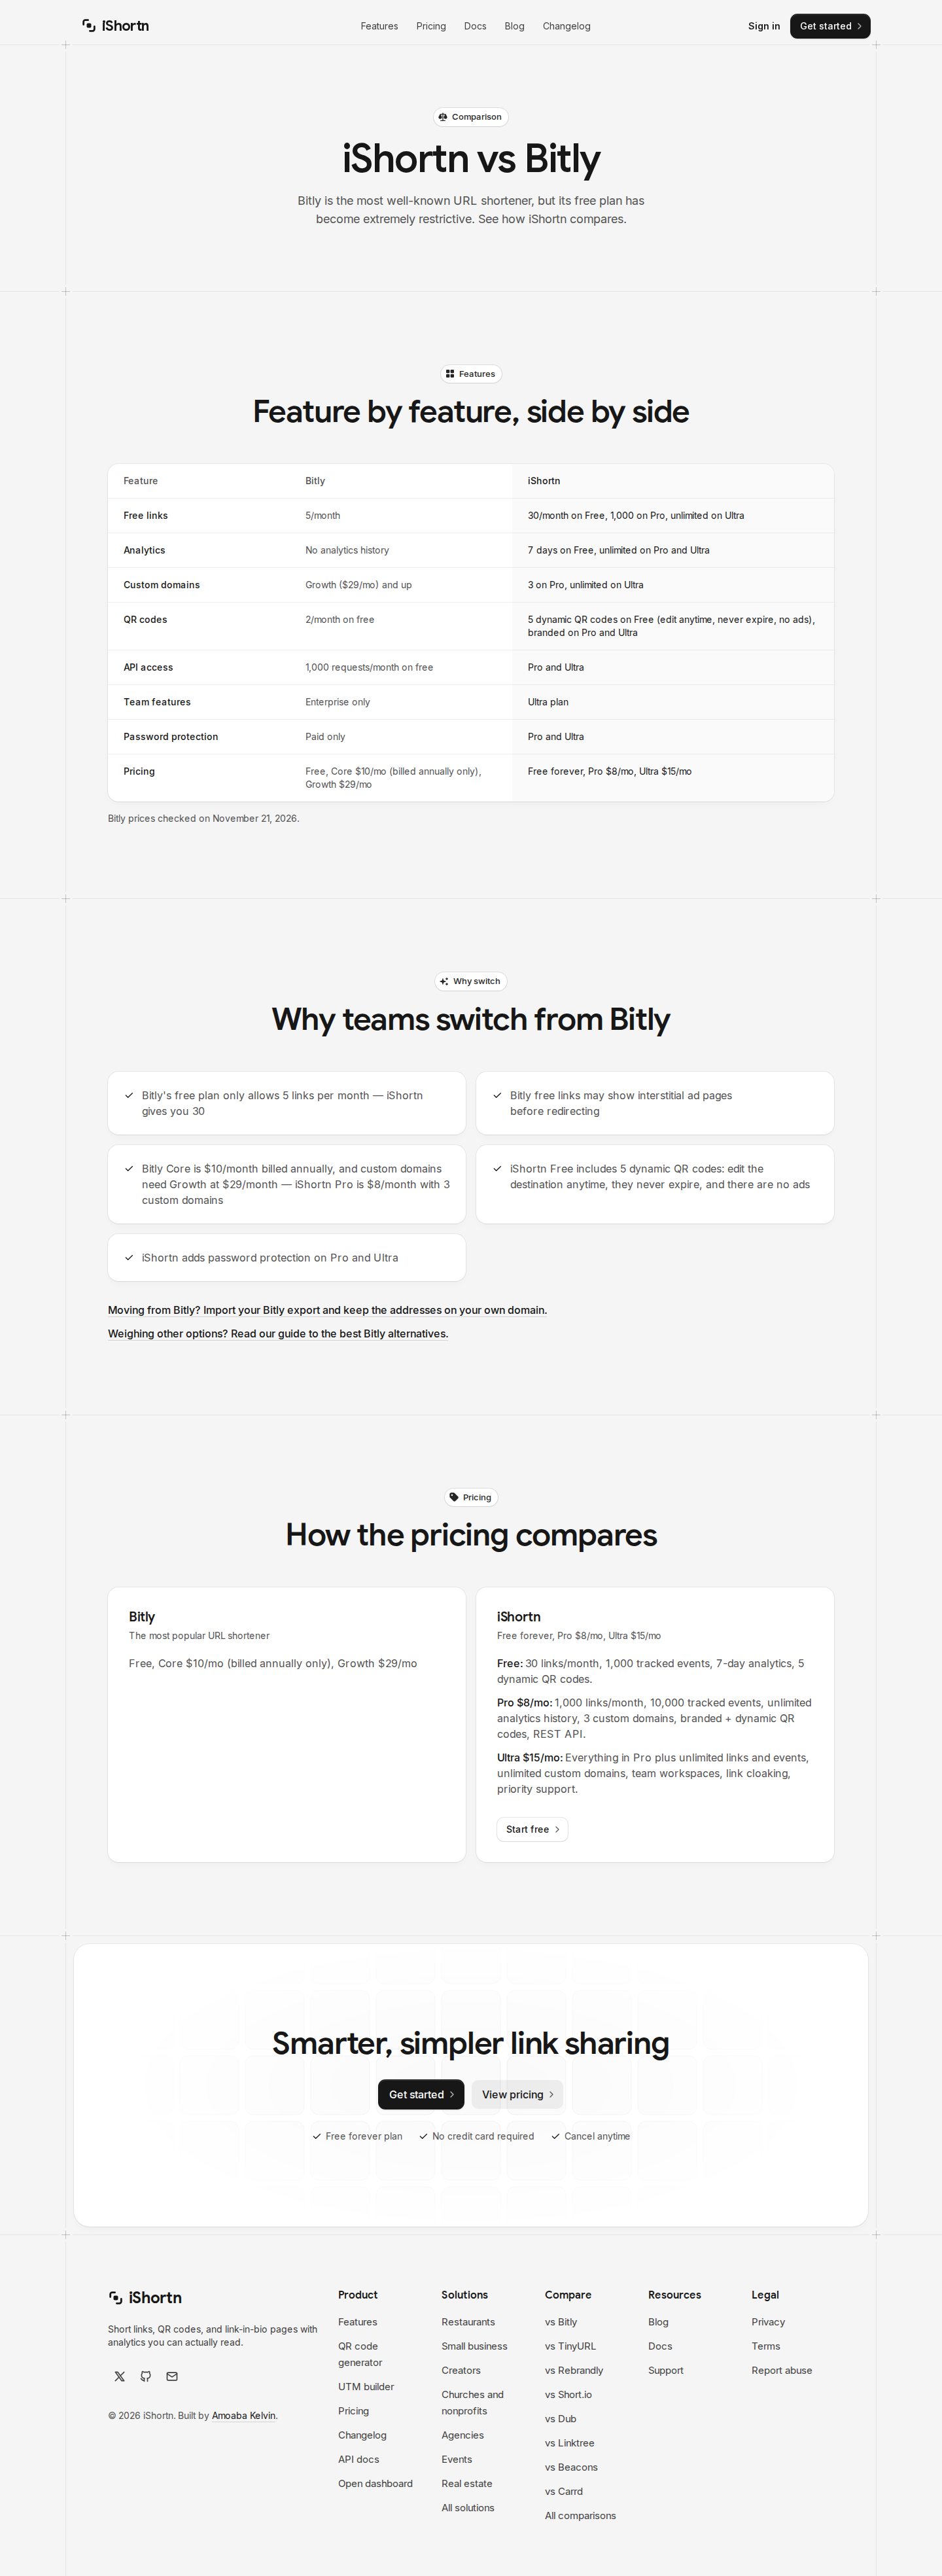 iShortn
Features
Pricing
Docs
Blog
Changelog
Sign in
Get started
Comparison
iShortn vs Bitly
Bitly is the most well-known URL shortener, but its free plan has
become extremely restrictive. See how iShortn compares.
Features
Feature by feature, side by side
Feature
Bitly
iShortn
Free links
5/month
30/month on Free, 1,000 on Pro, unlimited on Ultra
Analytics
No analytics history
7 days on Free, unlimited on Pro and Ultra
Custom domains
Growth ($29/mo) and up
3 on Pro, unlimited on Ultra
QR codes
2/month on free
5 dynamic QR codes on Free (edit anytime, never expire, no ads),
branded on Pro and Ultra
API access
1,000 requests/month on free
Pro and Ultra
Team features
Enterprise only
Ultra plan
Password protection
Paid only
Pro and Ultra
Pricing
Free, Core $10/mo (billed annually only),
Growth $29/mo
Free forever, Pro $8/mo, Ultra $15/mo
Bitly prices checked on November 21, 2026.
Why switch
Why teams switch from Bitly
Bitly's free plan only allows 5 links per month — iShortn
gives you 30
Bitly free links may show interstitial ad pages
before redirecting
Bitly Core is $10/month billed annually, and custom domains
need Growth at $29/month — iShortn Pro is $8/month with 3
custom domains
iShortn Free includes 5 dynamic QR codes: edit the
destination anytime, they never expire, and there are no ads
iShortn adds password protection on Pro and Ultra
Moving from Bitly? Import your Bitly export and keep the addresses on your own domain.
Weighing other options? Read our guide to the best Bitly alternatives.
Pricing
How the pricing compares
Bitly
The most popular URL shortener
Free, Core $10/mo (billed annually only), Growth $29/mo
iShortn
Free forever, Pro $8/mo, Ultra $15/mo
Free: 30 links/month, 1,000 tracked events, 7-day analytics, 5
dynamic QR codes.
Pro $8/mo: 1,000 links/month, 10,000 tracked events, unlimited
analytics history, 3 custom domains, branded + dynamic QR
codes, REST API.
Ultra $15/mo: Everything in Pro plus unlimited links and events,
unlimited custom domains, team workspaces, link cloaking,
priority support.
Start free
Smarter, simpler link sharing
Get started
View pricing
Free forever plan
No credit card required
Cancel anytime
iShortn
Short links, QR codes, and link-in-bio pages with
analytics you can actually read.
© 2026 iShortn. Built by Amoaba Kelvin.
Product
Features
QR code
generator
UTM builder
Pricing
Changelog
API docs
Open dashboard
Solutions
Restaurants
Small business
Creators
Churches and
nonprofits
Agencies
Events
Real estate
All solutions
Compare
vs Bitly
vs TinyURL
vs Rebrandly
vs Short.io
vs Dub
vs Linktree
vs Beacons
vs Carrd
All comparisons
Resources
Blog
Docs
Support
Legal
Privacy
Terms
Report abuse